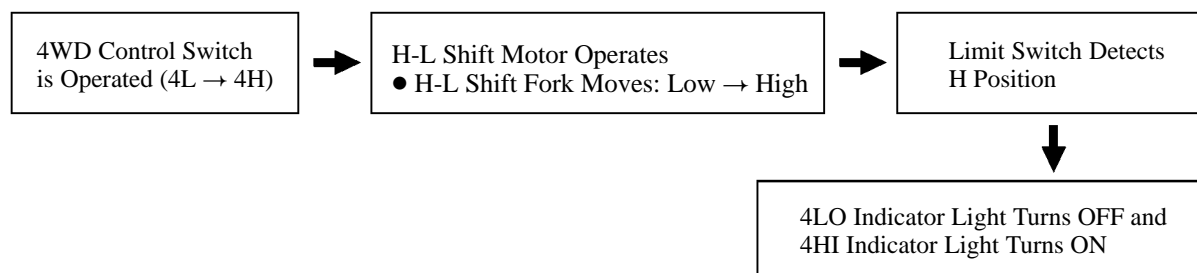 4WD Control Switch
is Operated (4L → 4H)
H-L Shift Motor Operates
● H-L Shift Fork Moves: Low → High
Limit Switch Detects
H Position
4LO Indicator Light Turns OFF and
4HI Indicator Light Turns ON